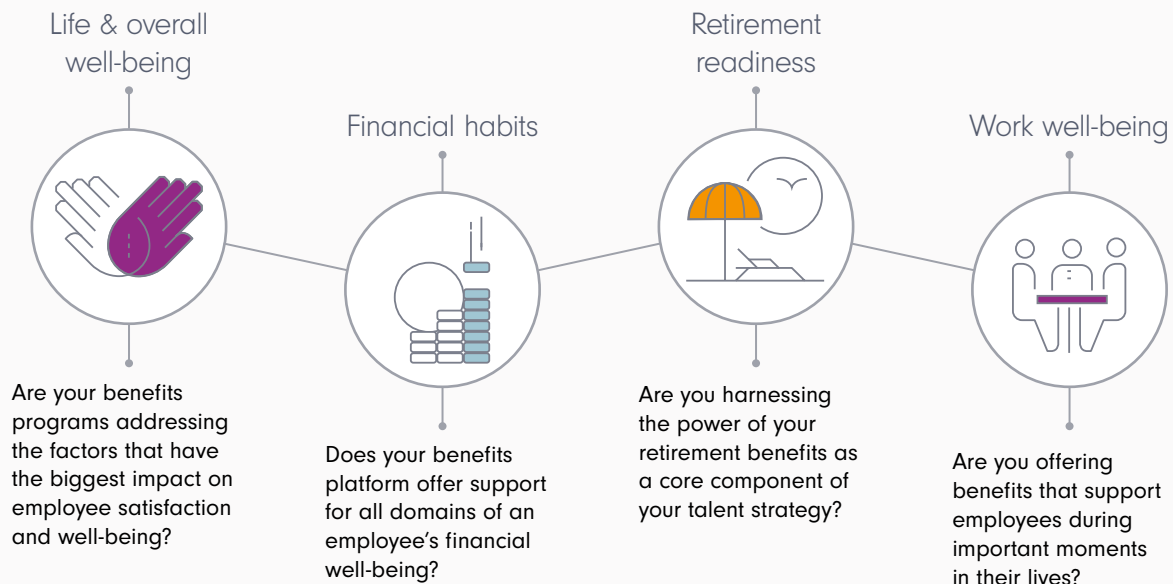 Life & overall
well-being
Are your benefits
programs addressing
the factors that have
the biggest impact on
employee satisfaction
and well-being?
Financial habits
Does your benefits
platform offer support
for all domains of an
employee’s financial
well-being?
Retirement
readiness
Are you harnessing
the power of your
retirement benefits as
a core component of
your talent strategy?
Work well-being
Are you offering
benefits that support
employees during
important moments
in their lives?